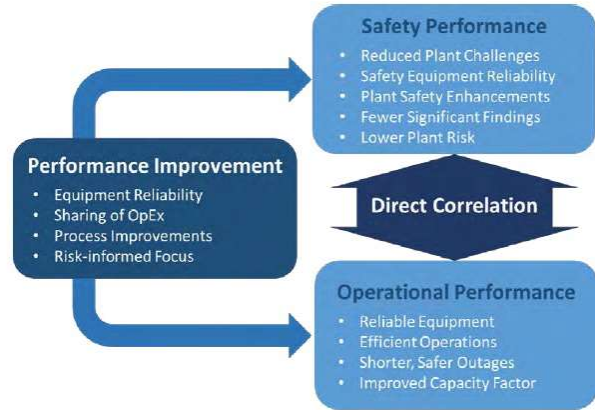 Safety Performance
• Reduced Plant Challenges
• Safety Equipment Reliability
• Plant Safety Enhancements
• Fewer Significant Findings
• Lower Plant Risk
Performance Improvement
• Equipment Reliability
• Sharing of OpEx
• Process Improvements
• Risk-informed Focus
Direct Correlation
Operational Performance
• Reliable Equipment
• Efficient Operations
• Shorter, Safer Outages
• Improved Capacity Factor